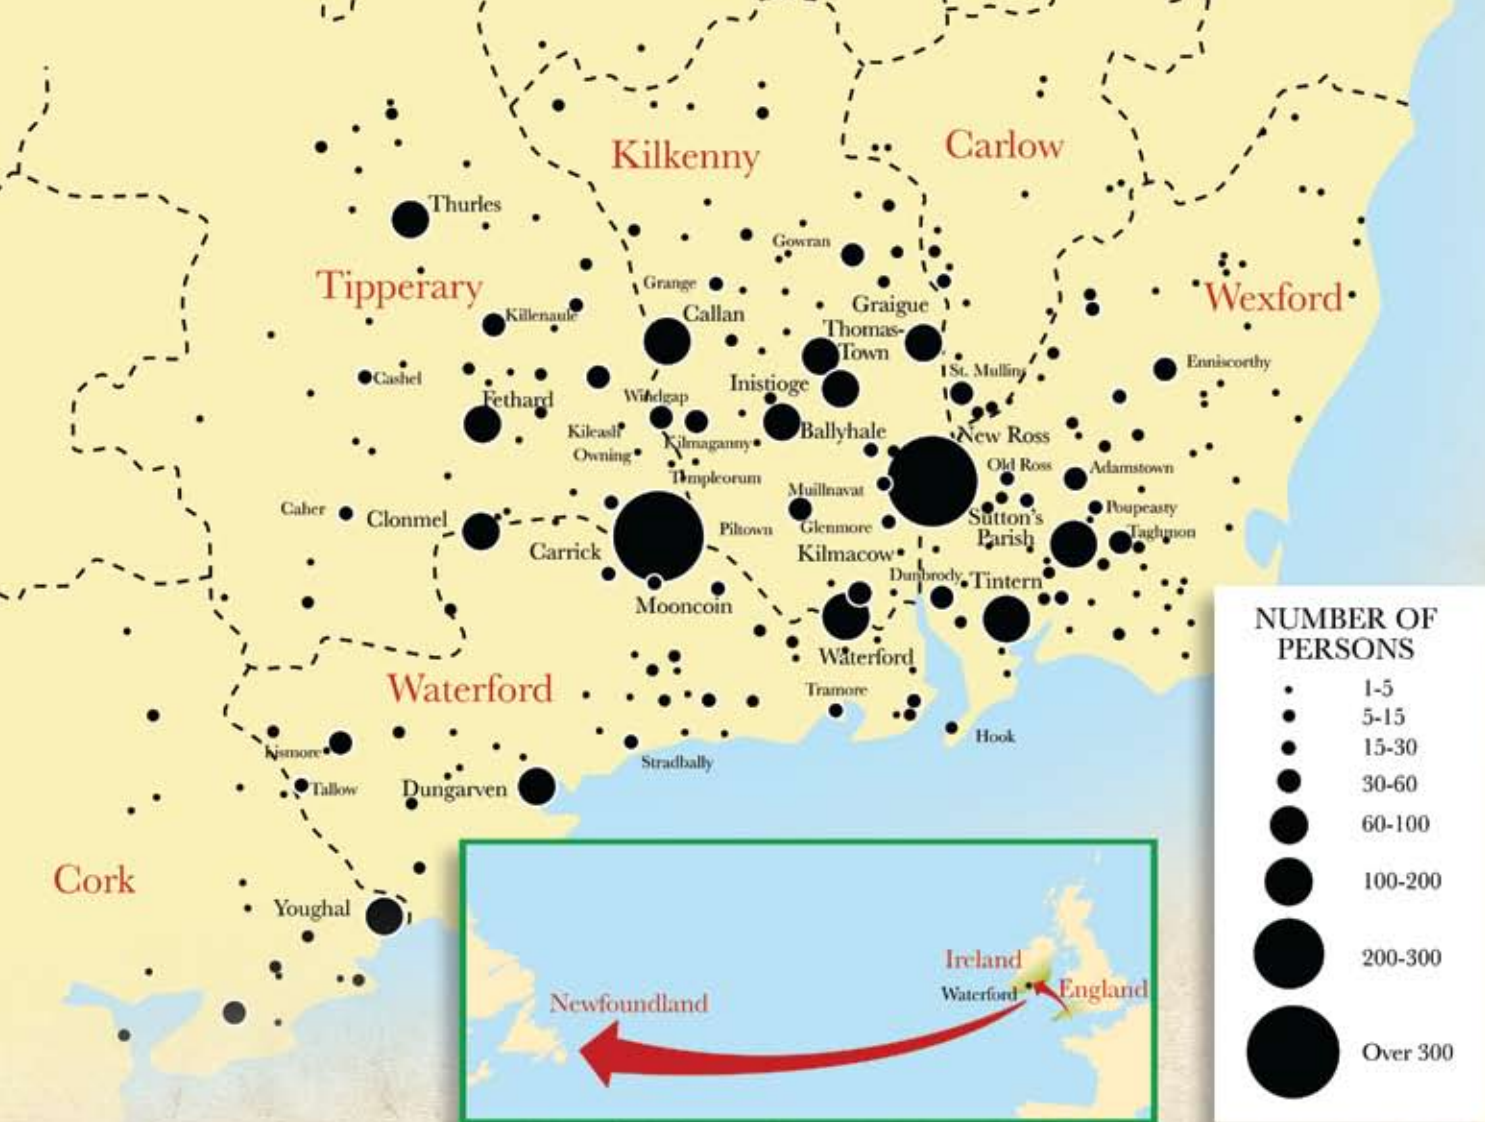 Kilkenny
Carlow
Thurles
Gowran
Tipperary
Grange
Wexford
Graigue
Killenaule
Callan
Thomas-
Town
Enniscorthy
St. Mullins
Cashel
Inistioge
Fethard
Windgap
Kileash
Ballyhale
New Ross
Kilmaganny
Owning
Old Ross
Adamstown
Templeorum
Muillnavat
Caher
Poupeasty
Clonmel
Sutton's
Parish
Piltown
Glenmore
Taghmon
Carrick
Kilmacow
Dunbrody
Tintern
Mooncoin
Waterford
Waterford
Tramore
Hook
Lismore
Stradbally
Tallow
Dungarven
Cork
Youghal
NUMBER OF
PERSONS
1-5
5-15
15-30
30-60
60-100
100-200
200-300
Over 300
Ireland
Waterford
England
Newfoundland